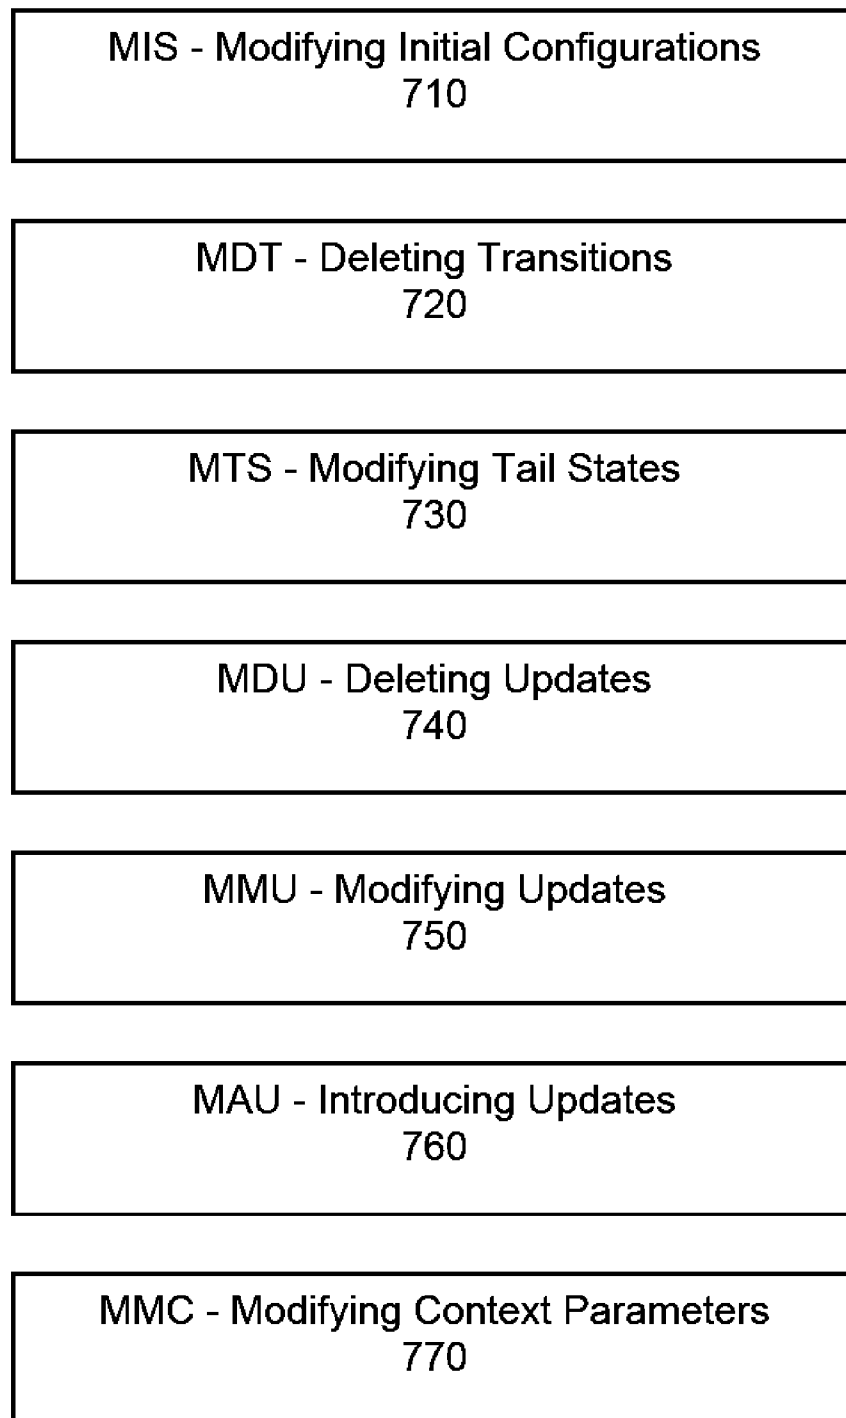 MIS - Modifying Initial Configurations
710
MDT - Deleting Transitions
720
MTS - Modifying Tail States
730
MDU - Deleting Updates
740
MMU - Modifying Updates
750
MAU - Introducing Updates
760
MMC - Modifying Context Parameters
770